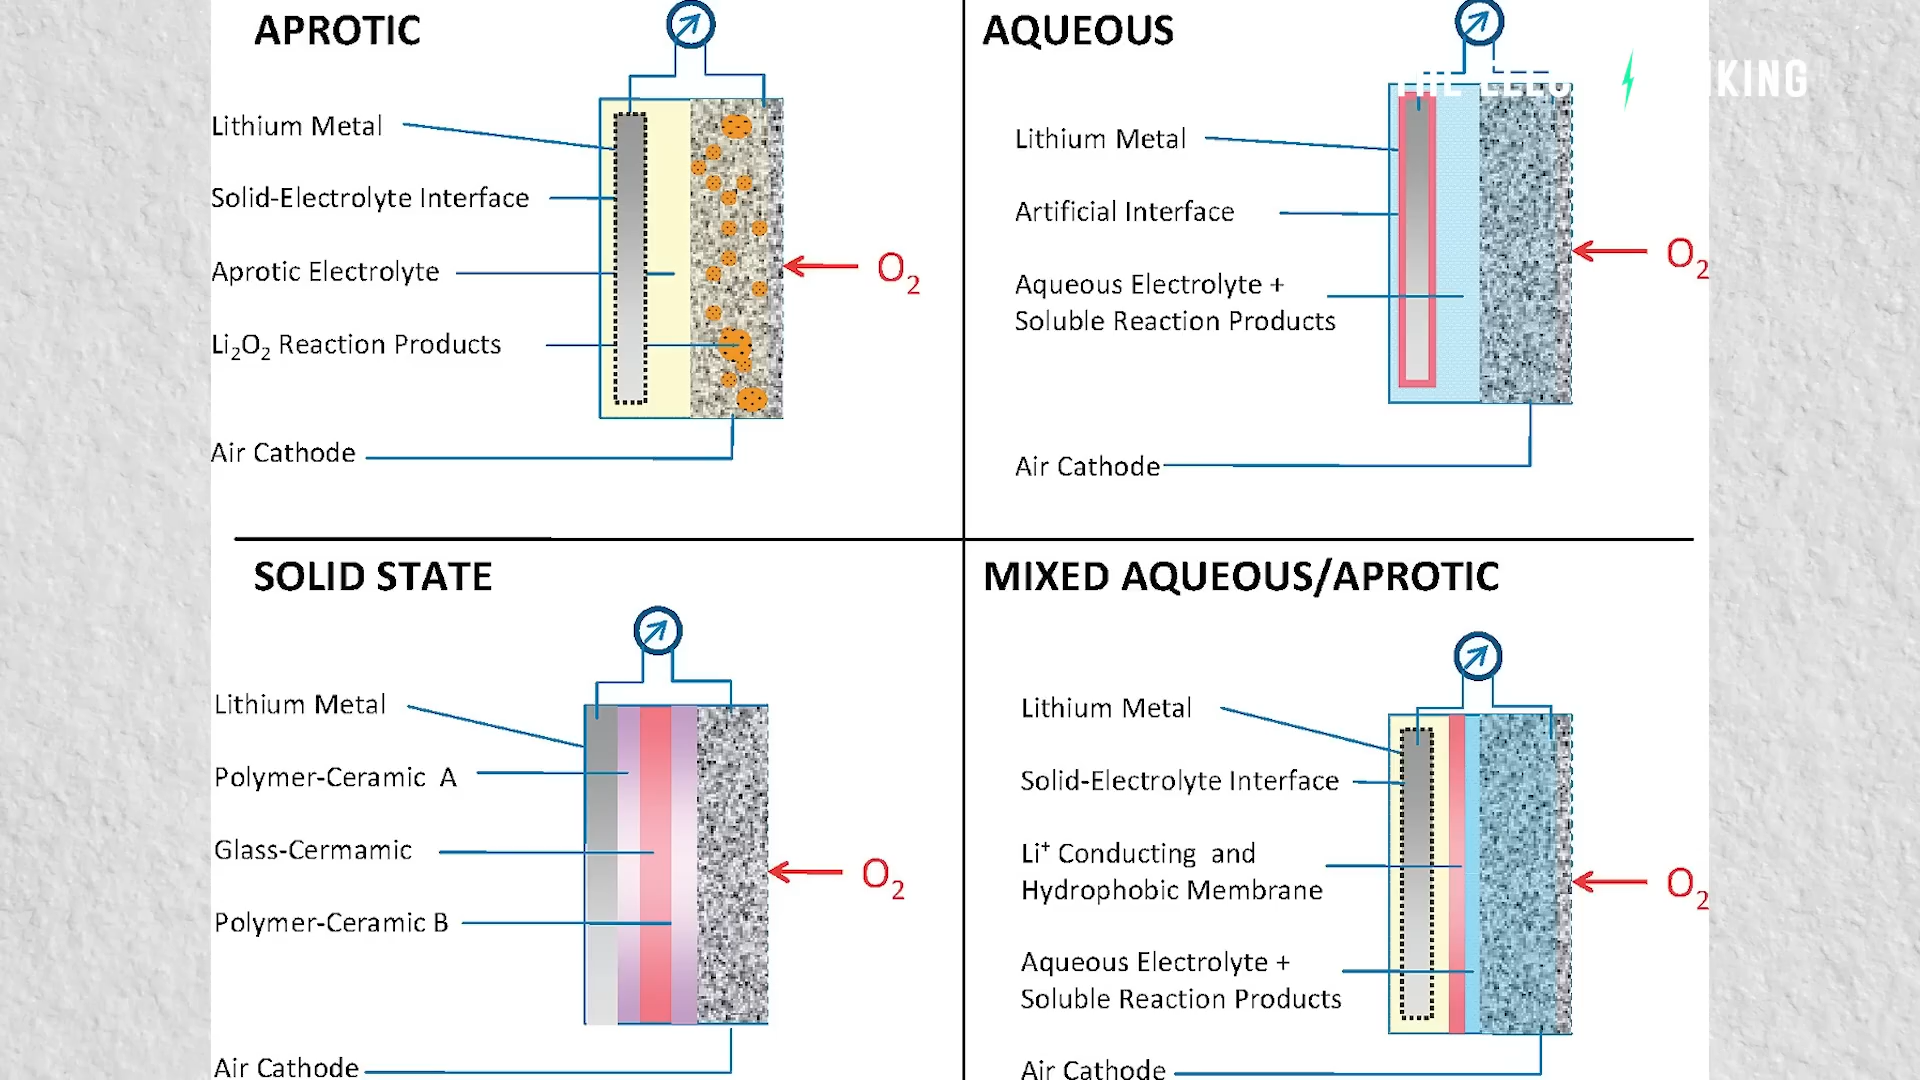 APROTIC
Lithium Metal
Solid-Electrolyte Interface
Aprotic Electrolyte
Li₂O₂ Reaction Products
Air Cathode
O₂
AQUEOUS
Lithium Metal
Artificial Interface
Aqueous Electrolyte +
Soluble Reaction Products
Air Cathode
O₂
SOLID STATE
Lithium Metal
Polymer-Ceramic A
Glass-Cermamic
Polymer-Ceramic B
Air Cathode
O₂
MIXED AQUEOUS/APROTIC
Lithium Metal
Solid-Electrolyte Interface
Li⁺ Conducting and
Hydrophobic Membrane
Aqueous Electrolyte +
Soluble Reaction Products
Air Cathode
O₂